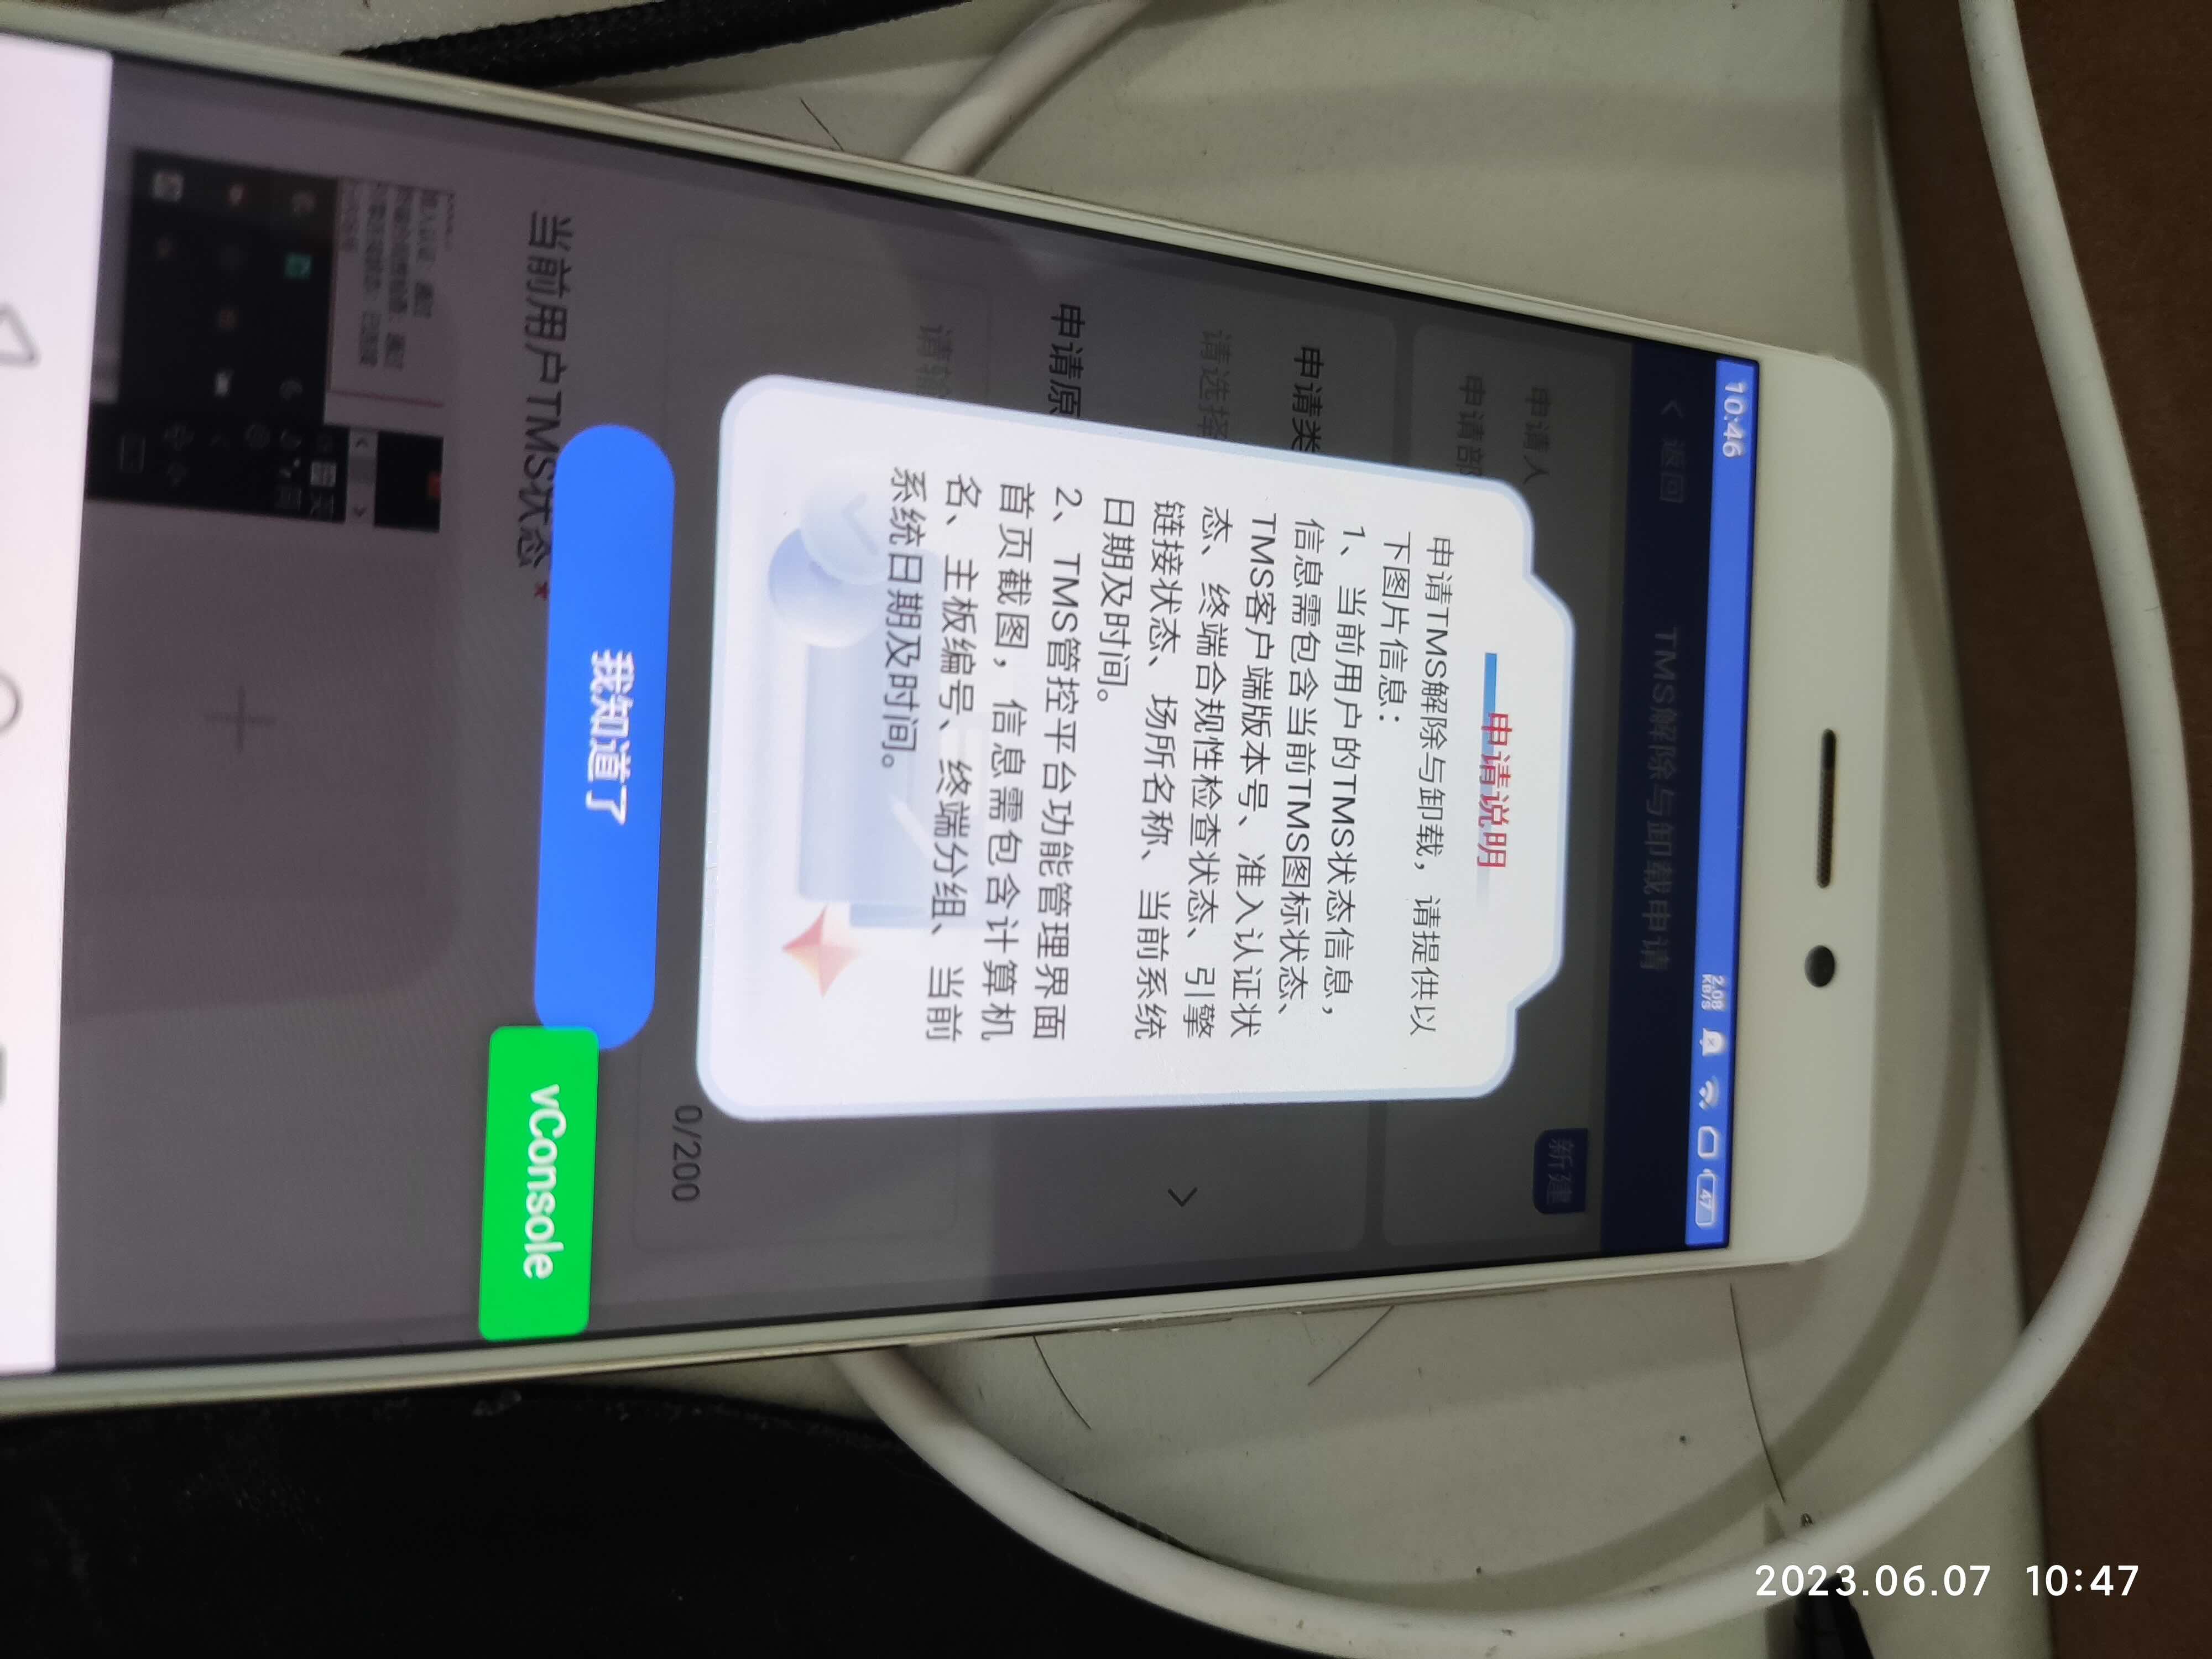 10:46
2.08
KB/S
47
返回
TMS解除与卸载申请
申请人
新建
申请部
申请类
请选择
申请原
请输
0/200
申请说明
申请TMS解除与卸载，请提供以
下图片信息：
1、当前用户的TMS状态信息，
信息需包含当前TMS图标状态、
TMS客户端版本号、准入认证状
态、终端合规性检查状态、引擎
链接状态、场所名称、当前系统
日期及时间。
2、TMS管控平台功能管理界面
首页截图，信息需包含计算机
名、主板编号、终端分组、当前
系统日期及时间。
我知道了
当前用户TMS状态*
vConsole
2023.06.07 10:47